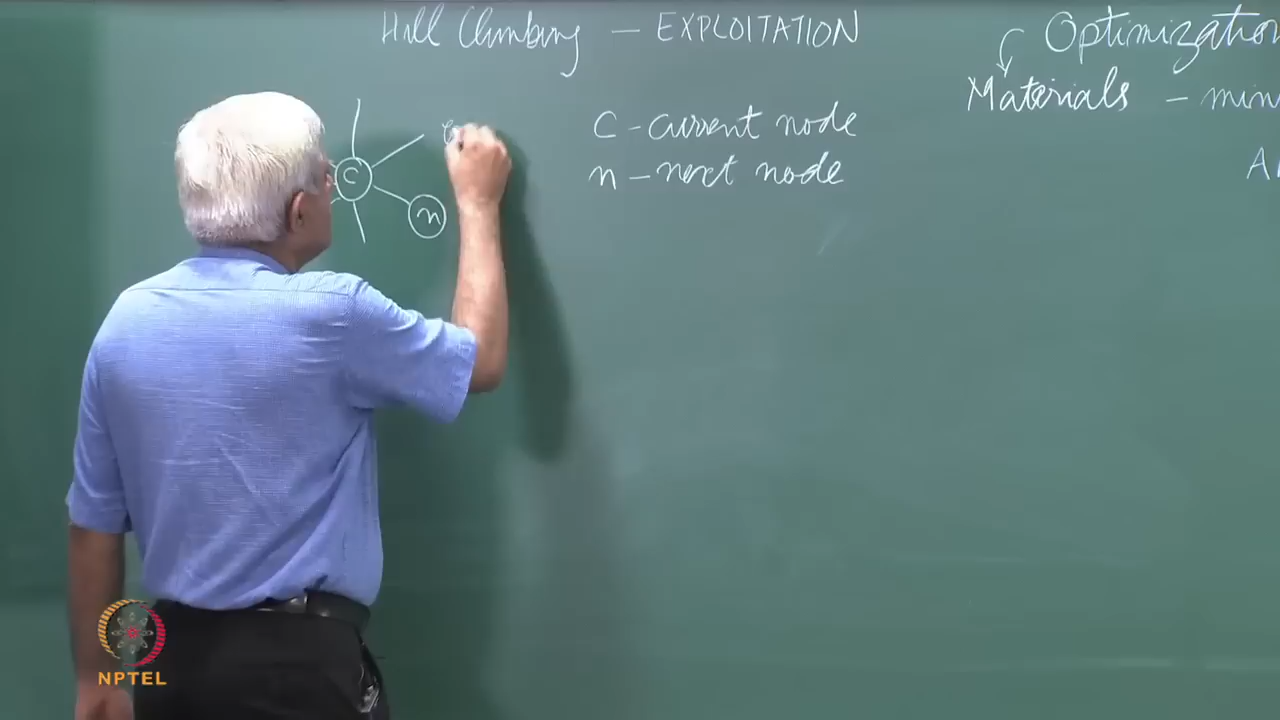 Hill Climbing — EXPLOITATION
C - current node
n - next node
C
n
Optimization
Materials - min
NPTEL